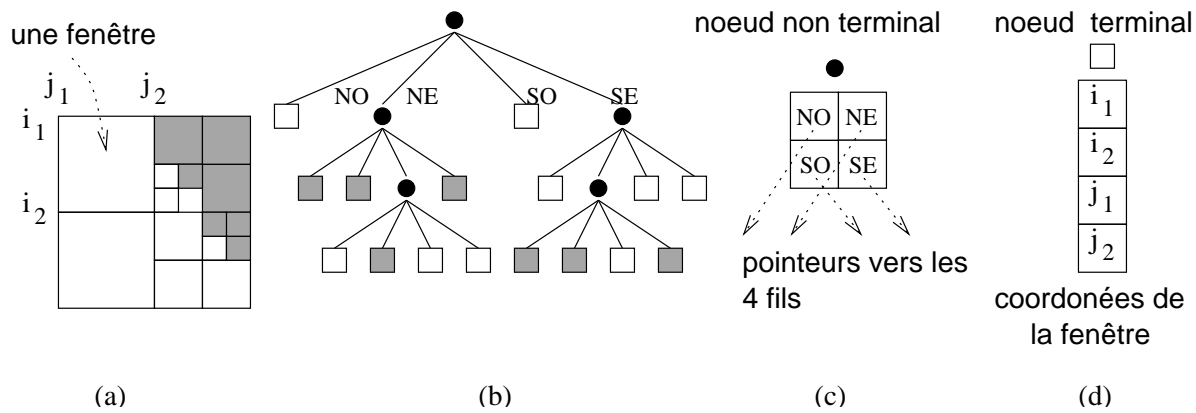 une fenêtre
j1 j2
i1
i2
(a)
NO NE SO SE
(b)
noeud non terminal
NO NE
SO SE
pointeurs vers les
4 fils
(c)
noeud terminal
i1
i2
j1
j2
coordonées de
la fenêtre
(d)